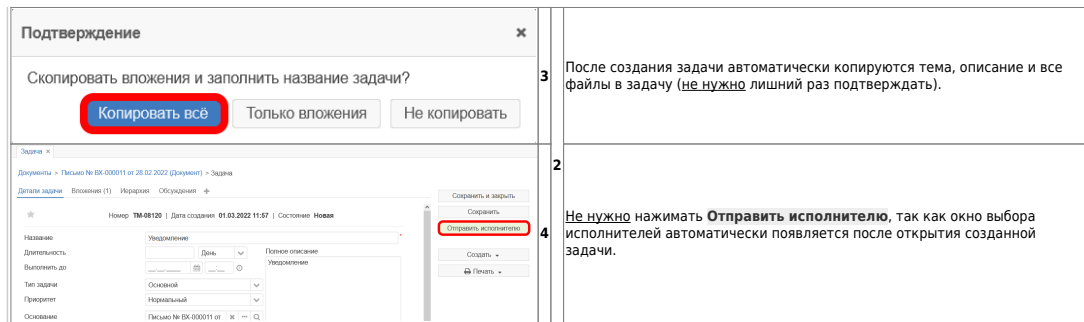 Подтверждение ×
Скопировать вложения и заполнить название задачи?
Копировать всё Только вложения Не копировать
3
После создания задачи автоматически копируются тема, описание и все
файлы в задачу (не нужно лишний раз подтверждать).
2
Задача ×
Документы > Письмо № ВХ-000011 от 28.02.2022 (Документ) > Задача
Детали задачи Вложения (1) Иерархия Обсуждения +
Номер ТМ-08120 | Дата создания 01.03.2022 11:57 | Состояние Новая
Название Уведомление *
Длительность День Полное описание
Уведомление
Выполнить до __.__.____ __:__
Тип задачи Основной
Приоритет Нормальный
Основание Письмо № ВХ-000011 от × ...
Сохранить и закрыть
Сохранить
Отправить исполнителю
Создать
Печать
4
Не нужно нажимать Отправить исполнителю, так как окно выбора
исполнителей автоматически появляется после открытия созданной
задачи.